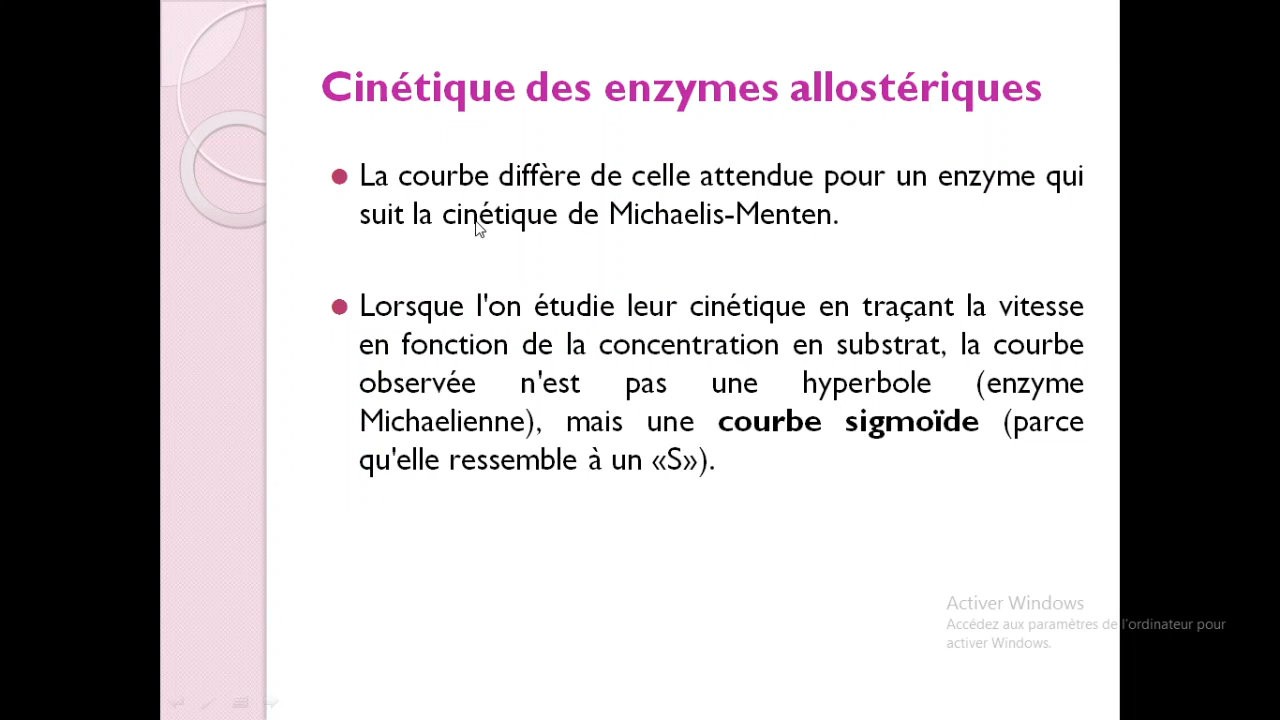 Cinétique des enzymes allostériques
La courbe diffère de celle attendue pour un enzyme qui
suit la cinétique de Michaelis-Menten.
Lorsque l'on étudie leur cinétique en traçant la vitesse
en fonction de la concentration en substrat, la courbe
observée n'est pas une hyperbole (enzyme
Michaelienne), mais une courbe sigmoïde (parce
qu'elle ressemble à un «S»).
Activer Windows
Accédez aux paramètres de l'ordinateur pour
activer Windows.